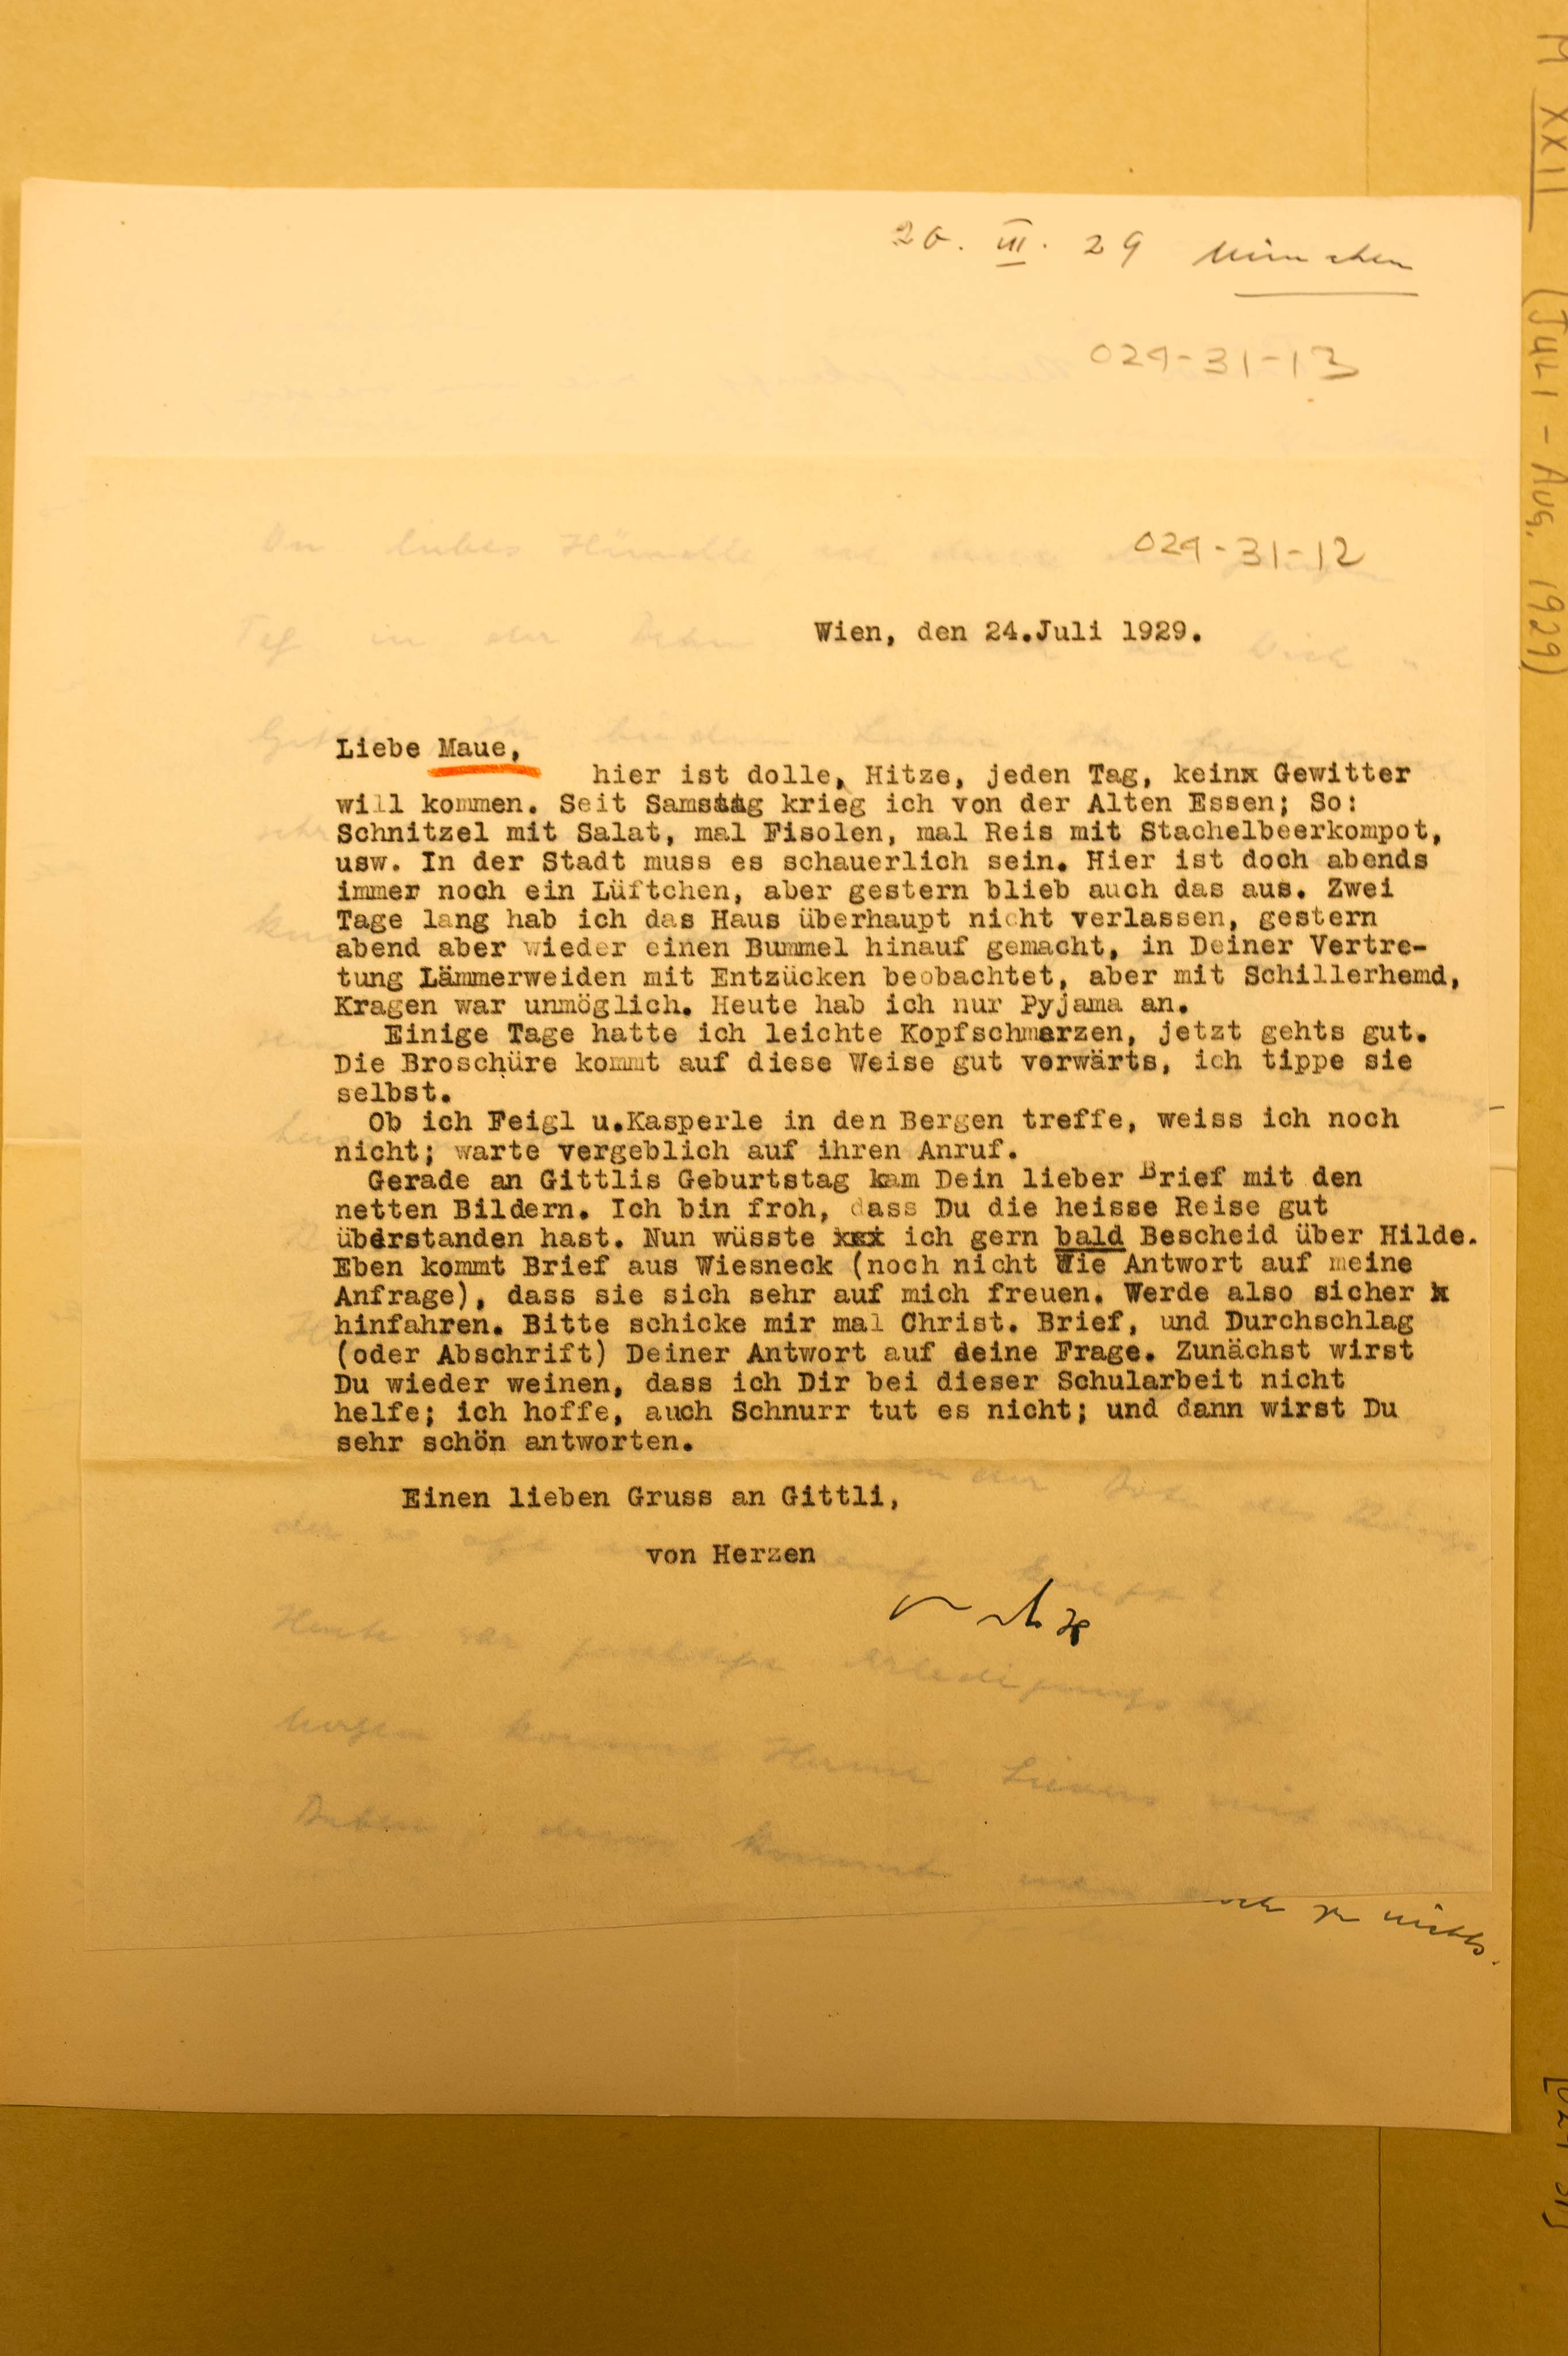 20. III. 29 München
029-31-13
M XXII (JULI - AUG. 1929)
029-31-12
Wien, den 24.Juli 1929.
Liebe Maue,
hier ist dolle, Hitze, jeden Tag, keinx Gewitter
will kommen. Seit Samstag krieg ich von der Alten Essen; So:
Schnitzel mit Salat, mal Fisolen, mal Reis mit Stachelbeerkompot,
usw. In der Stadt muss es schauerlich sein. Hier ist doch abends
immer noch ein Lüftchen, aber gestern blieb auch das aus. Zwei
Tage lang hab ich das Haus überhaupt nicht verlassen, gestern
abend aber wieder einen Bummel hinauf gemacht, in Deiner Vertre-
tung Lämmerweiden mit Entzücken beobachtet, aber mit Schillerhemd,
Kragen war unmöglich. Heute hab ich nur Pyjama an.
Einige Tage hatte ich leichte Kopfschmerzen, jetzt gehts gut.
Die Broschüre kommt auf diese Weise gut vorwärts, ich tippe sie
selbst.
Ob ich Feigl u.Kasperle in den Bergen treffe, weiss ich noch
nicht; warte vergeblich auf ihren Anruf.
Gerade an Gittlis Geburtstag kam Dein lieber Brief mit den
netten Bildern. Ich bin froh, dass Du die heisse Reise gut
überstanden hast. Nun wüsste xxx ich gern bald Bescheid über Hilde.
Eben kommt Brief aus Wiesneck (noch nicht die Antwort auf meine
Anfrage), dass sie sich sehr auf mich freuen. Werde also sicher x
hinfahren. Bitte schicke mir mal Christ. Brief, und Durchschlag
(oder Abschrift) Deiner Antwort auf seine Frage. Zunächst wirst
Du wieder weinen, dass ich Dir bei dieser Schularbeit nicht
helfe; ich hoffe, auch Schnurr tut es nicht; und dann wirst Du
sehr schön antworten.
Einen lieben Gruss an Gittli,
von Herzen
zu nichts.